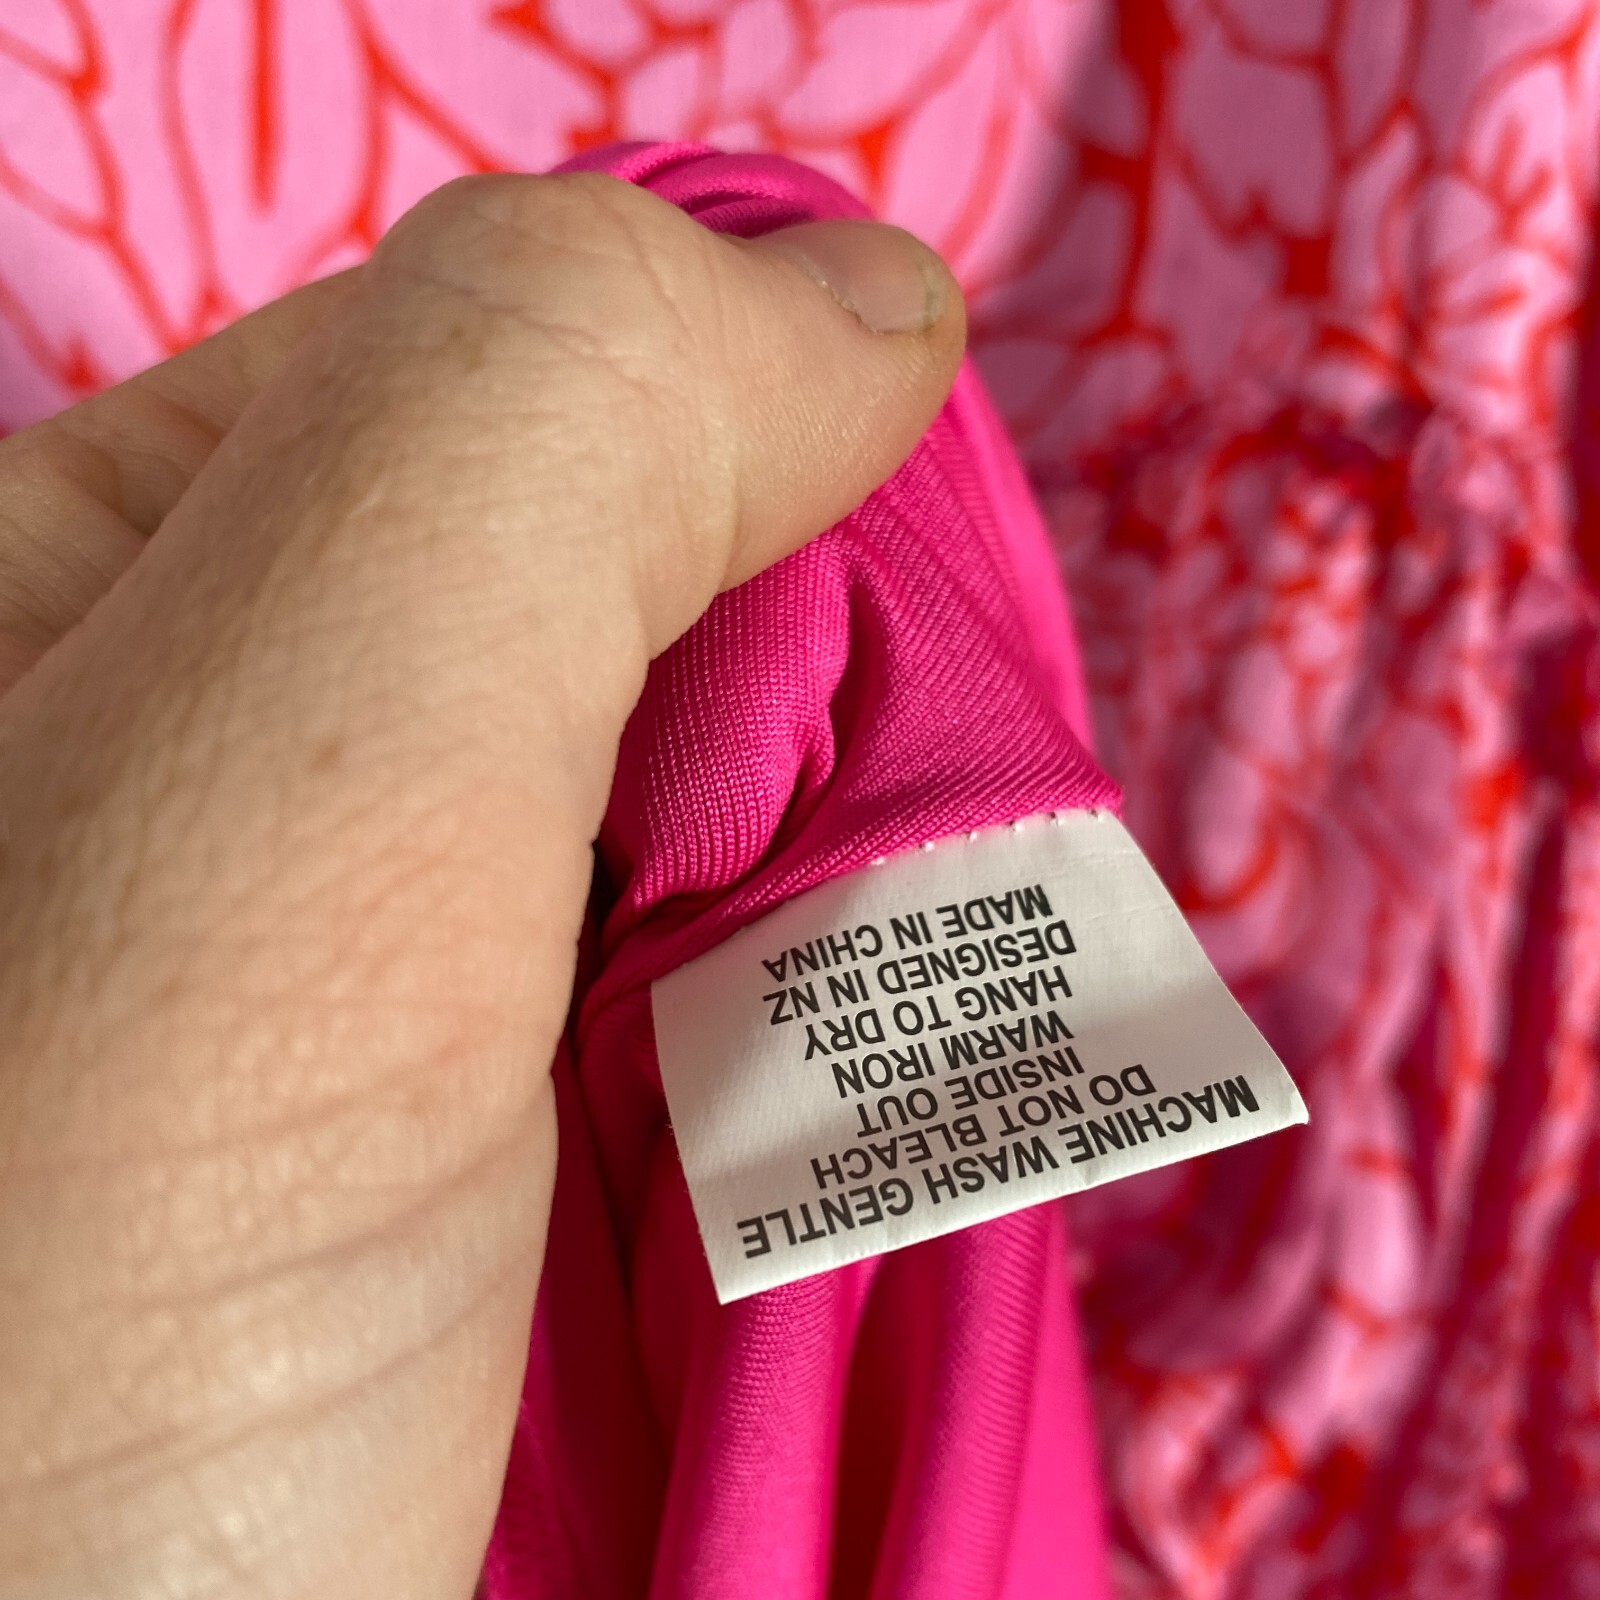 MACHINE WASH GENTLE
DO NOT BLEACH
INSIDE OUT
WARM IRON
HANG TO DRY
DESIGNED IN NZ
MADE IN CHINA